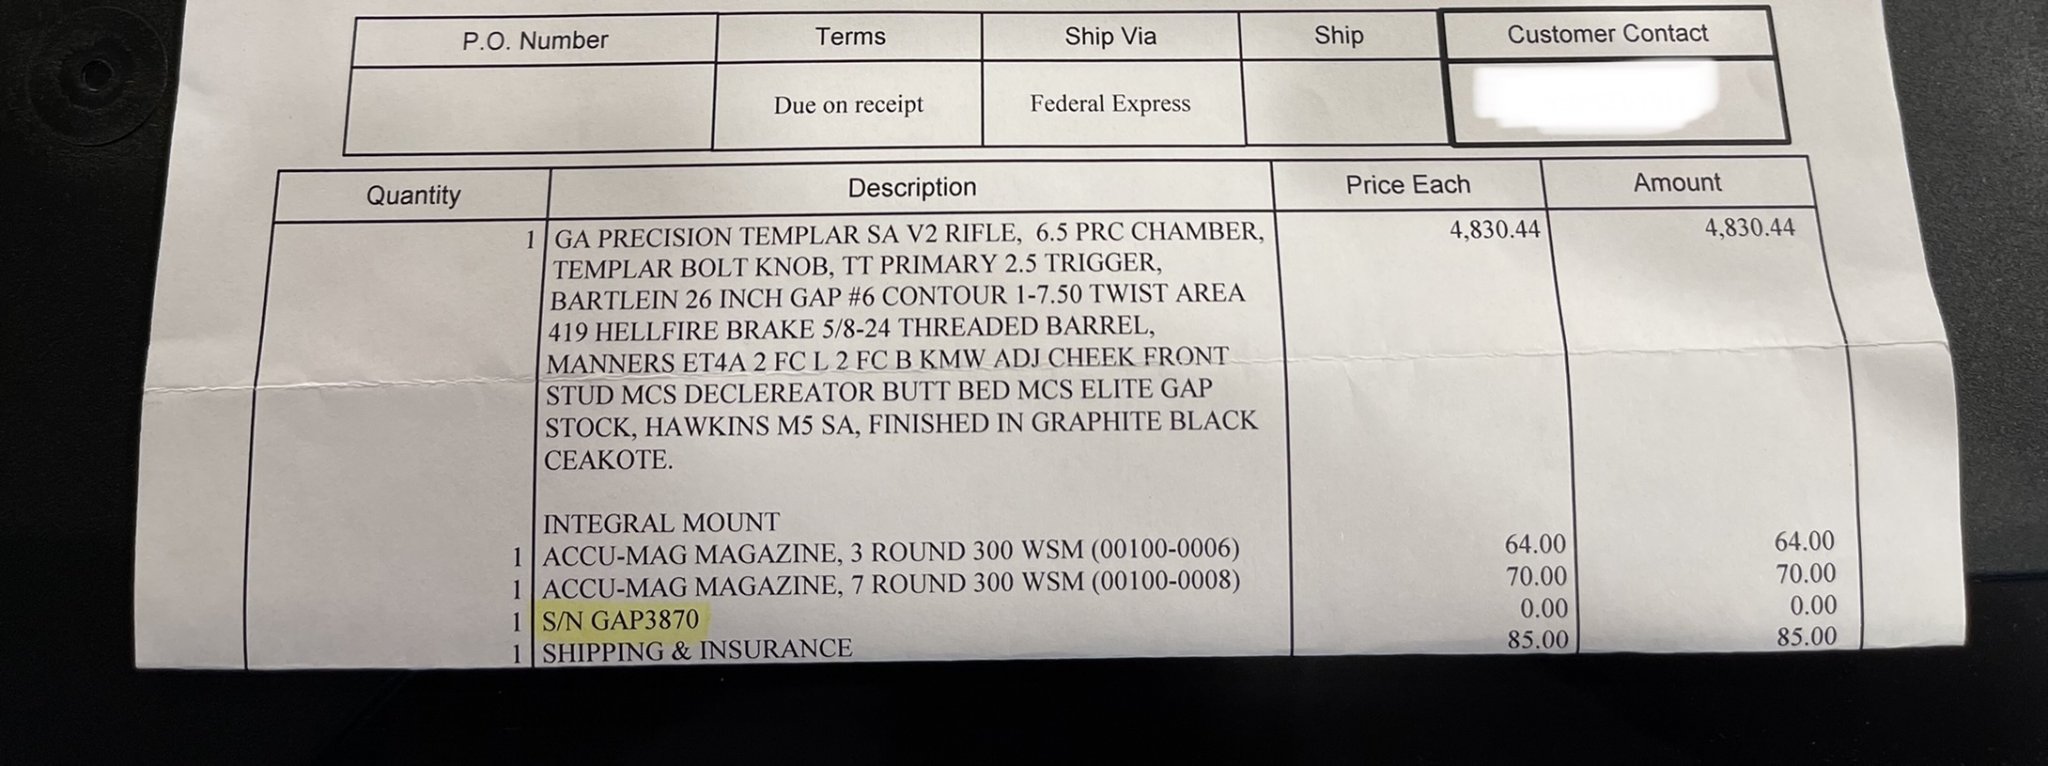 P.O. Number Terms Ship Via Ship Customer Contact
Due on receipt Federal Express
Quantity Description Price Each Amount
1 GA PRECISION TEMPLAR SA V2 RIFLE, 6.5 PRC CHAMBER, 4,830.44 4,830.44
TEMPLAR BOLT KNOB, TT PRIMARY 2.5 TRIGGER,
BARTLEIN 26 INCH GAP #6 CONTOUR 1-7.50 TWIST AREA
419 HELLFIRE BRAKE 5/8-24 THREADED BARREL,
MANNERS ET4A 2 FC L 2 FC B KMW ADJ CHEEK FRONT
STUD MCS DECLEREATOR BUTT BED MCS ELITE GAP
STOCK, HAWKINS M5 SA, FINISHED IN GRAPHITE BLACK
CEAKOTE.
INTEGRAL MOUNT
1 ACCU-MAG MAGAZINE, 3 ROUND 300 WSM (00100-0006) 64.00 64.00
1 ACCU-MAG MAGAZINE, 7 ROUND 300 WSM (00100-0008) 70.00 70.00
1 S/N GAP3870 0.00 0.00
1 SHIPPING & INSURANCE 85.00 85.00